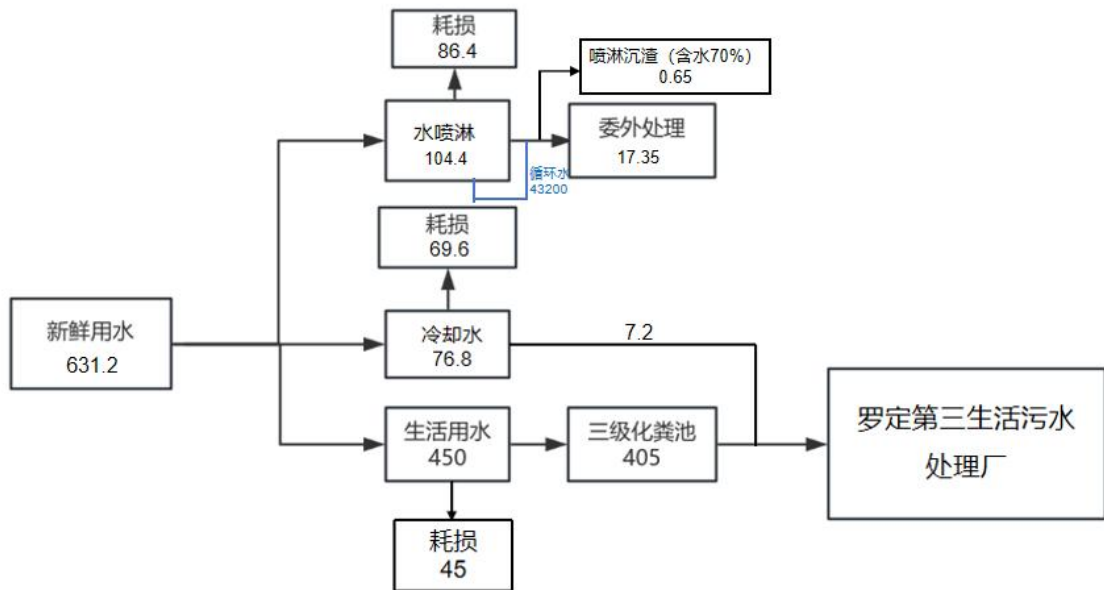 耗损
86.4
喷淋沉渣（含水70%）
0.65
水喷淋
104.4
委外处理
17.35
循环水
43200
耗损
69.6
新鲜用水
631.2
冷却水
76.8
7.2
生活用水
450
三级化粪池
405
罗定第三生活污水
处理厂
耗损
45